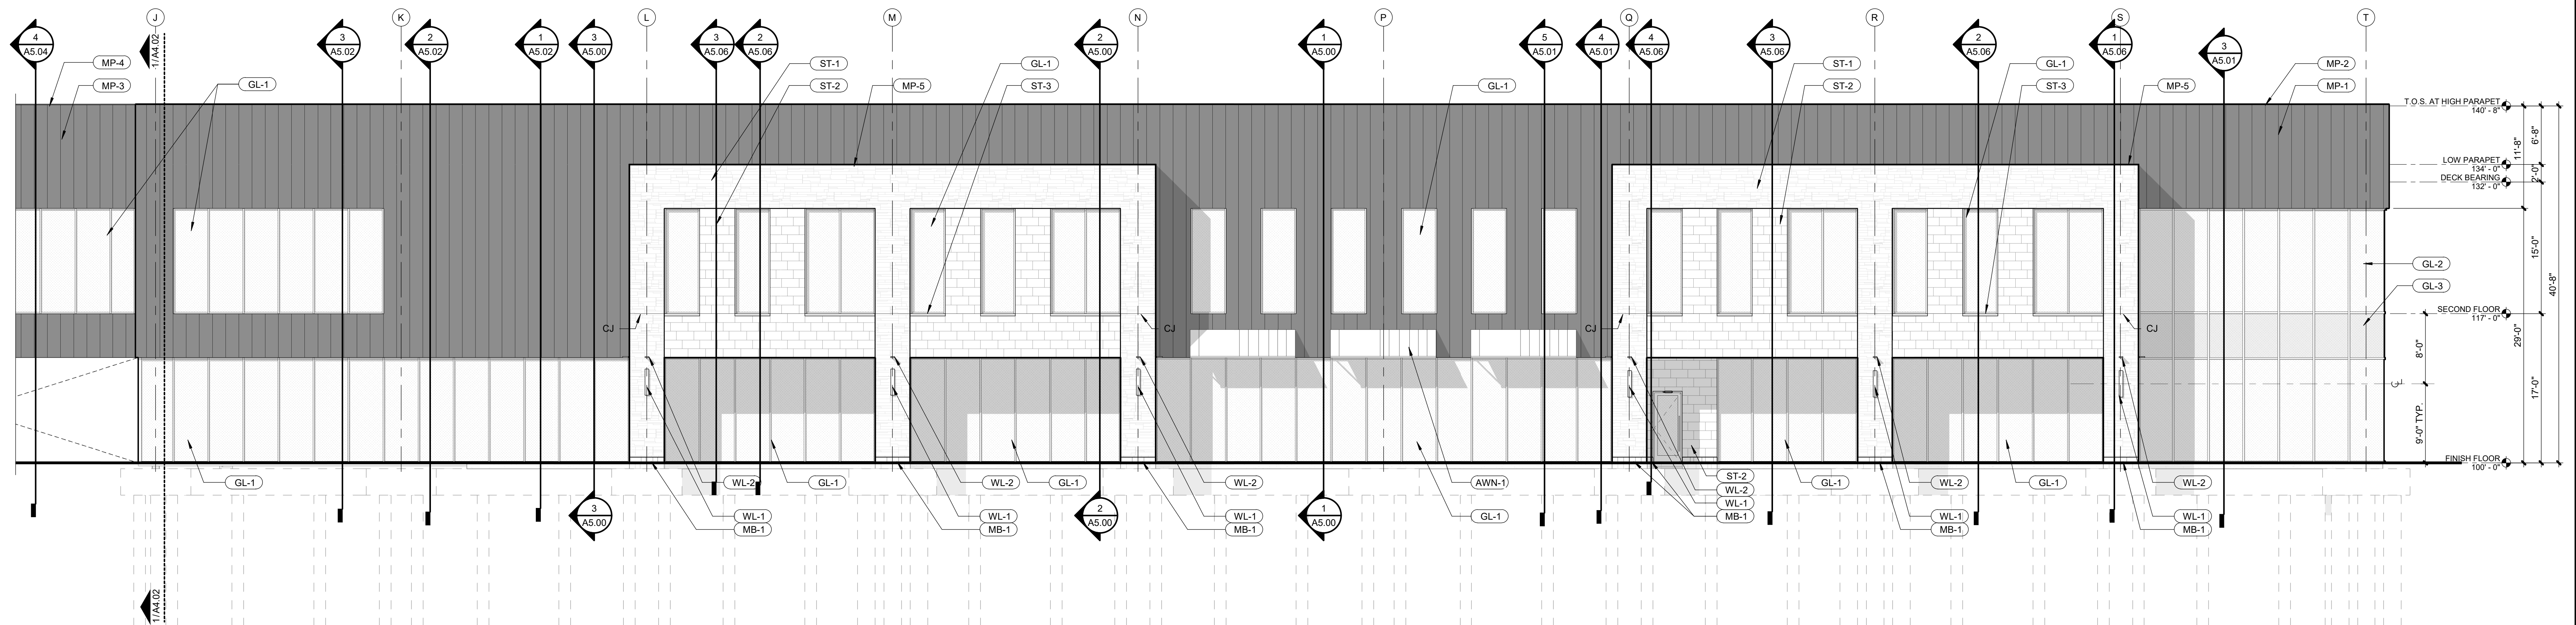 J
K
L
M
N
P
Q
R
S
T
4
A5.04
1/A4.02
3
A5.02
2
A5.02
1
A5.02
3
A5.00
3
A5.06
2
A5.06
2
A5.00
1
A5.00
5
A5.01
4
A5.01
4
A5.06
3
A5.06
2
A5.06
1
A5.06
3
A5.01
MP-4
MP-3
GL-1
ST-1
ST-2
MP-5
GL-1
ST-3
GL-1
ST-1
ST-2
GL-1
ST-3
MP-5
MP-2
MP-1
T.O.S. AT HIGH PARAPET
140' - 8"
LOW PARAPET
134' - 0"
DECK BEARING
132' - 0"
SECOND FLOOR
117' - 0"
FINISH FLOOR
100' - 0"
11'-8"
6'-8"
2'-0"
15'-0"
40'-8"
29'-0"
8'-0"
17'-0"
9'-0" TYP.
GL-2
GL-3
CJ
CJ
CJ
CJ
CL
GL-1
WL-2
GL-1
WL-2
GL-1
WL-2
AWN-1
ST-2
WL-2
GL-1
WL-2
GL-1
WL-2
WL-1
MB-1
WL-1
MB-1
WL-1
MB-1
GL-1
WL-1
MB-1
WL-1
MB-1
WL-1
MB-1
3
A5.00
2
A5.00
1
A5.00
1/A4.02